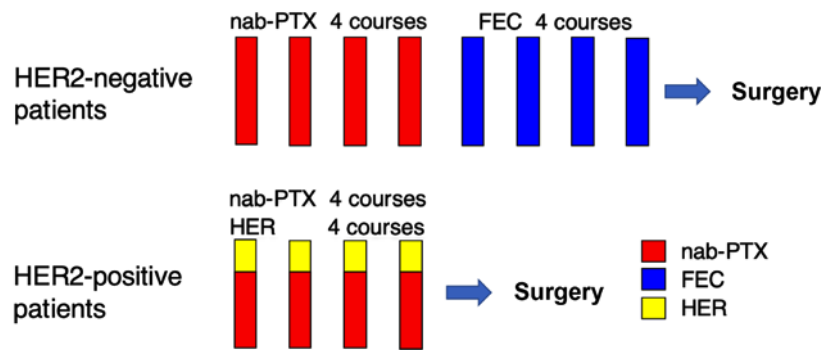 nab-PTX 4 courses FEC 4 courses
HER2-negative
patients
Surgery
nab-PTX 4 courses
HER 4 courses
HER2-positive
patients
Surgery
nab-PTX
FEC
HER